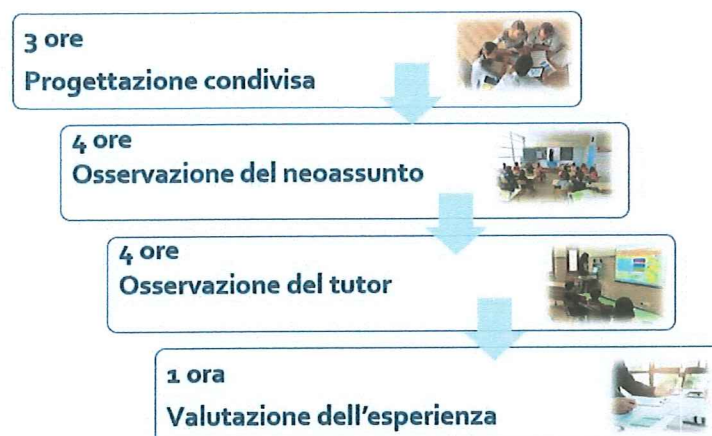 3 ore
Progettazione condivisa
4 ore
Osservazione del neoassunto
4 ore
Osservazione del tutor
1 ora
Valutazione dell'esperienza